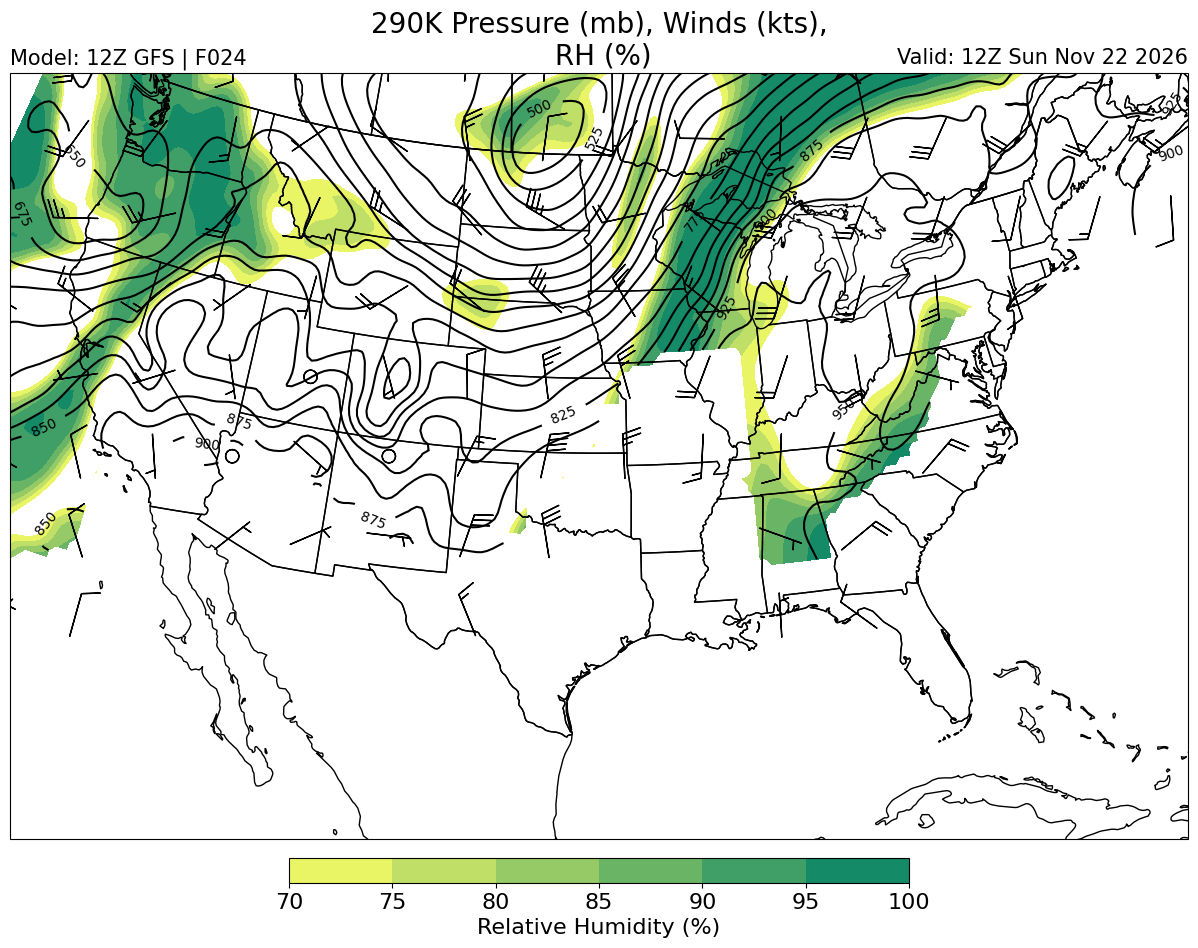 290K Pressure (mb), Winds (kts),
RH (%)
Model: 12Z GFS | F024
Valid: 12Z Sun Nov 22 2026
500
525
925
900
875
650
675
800
925
850
875
900
825
950
850
875
70 75 80 85 90 95 100
Relative Humidity (%)